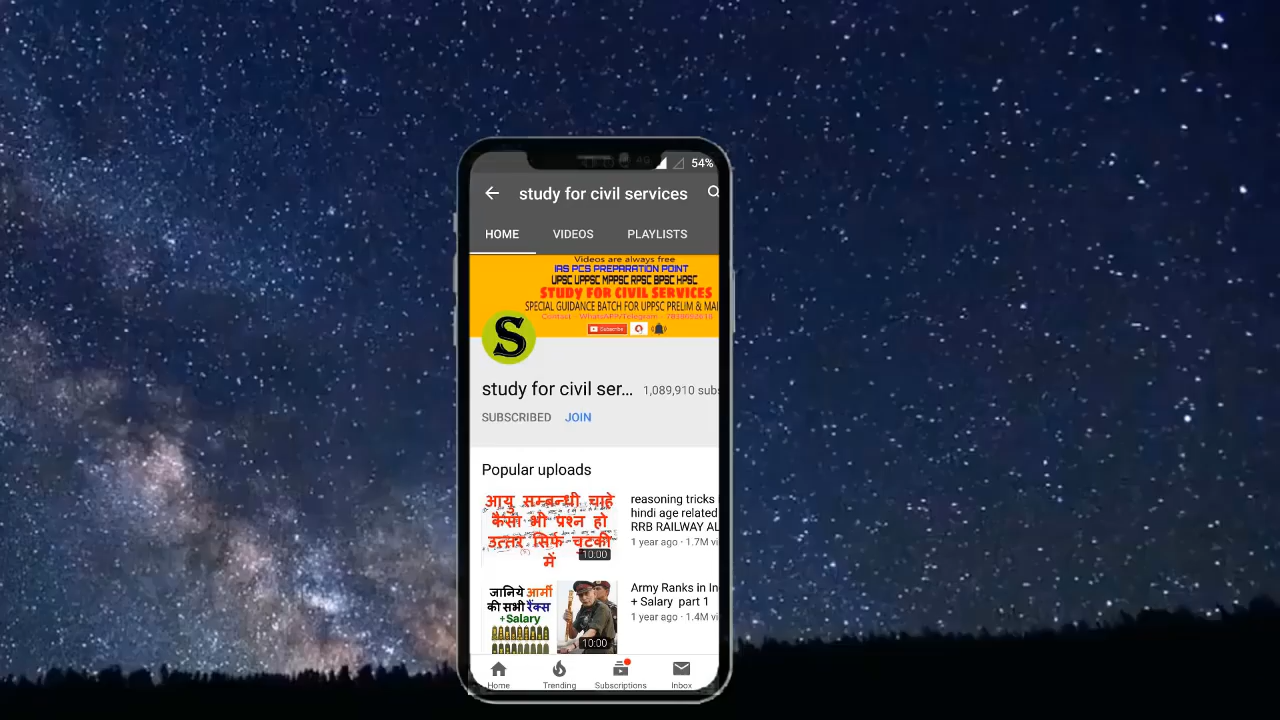 54%
study for civil services
HOME VIDEOS PLAYLISTS
Videos are always free
IAS PCS PREPARATION POINT
UPSC UPPSC MPPSC RPSC BPSC HPSC
STUDY FOR CIVIL SERVICES
SPECIAL GUIDANCE BATCH FOR UPPSC PRELIM & MAI
Contact - WhatsAPP/Telegram -
Subscribe
S
study for civil ser... 1,089,910 subs
SUBSCRIBED JOIN
Popular uploads
आयु सम्बन्धी चाहे
कैसा भी प्रश्न हो
उत्तर सिर्फ चुटकी
में
10:00
reasoning tricks
hindi age related
RRB RAILWAY AL
1 year ago · 1.7M vi
जानिये आर्मी
की सभी रैंक्स
+Salary
10:00
Army Ranks in In
+ Salary part 1
1 year ago · 1.4M vi
Home Trending Subscriptions Inbox